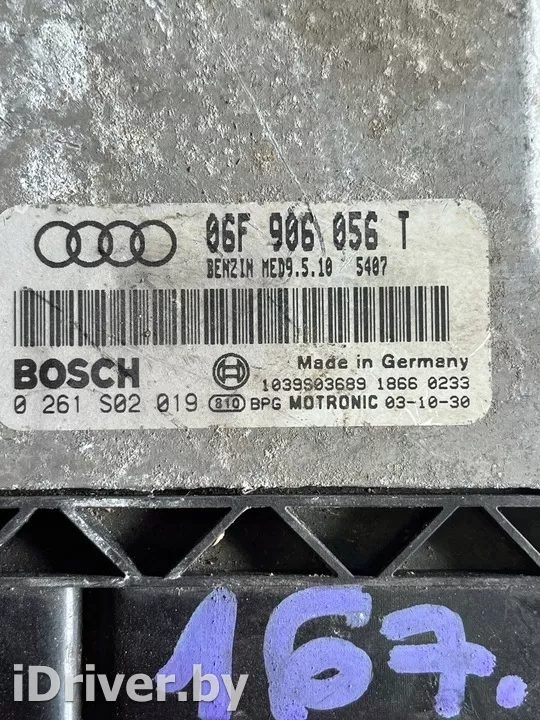 06F 906 056 T
BENZIN MED9.5.10 5407
BOSCH
Made in Germany
1039S03689 1866 0233
0 261 S02 019 810 BPG MOTRONIC 03-10-30
167.
iDriver.by